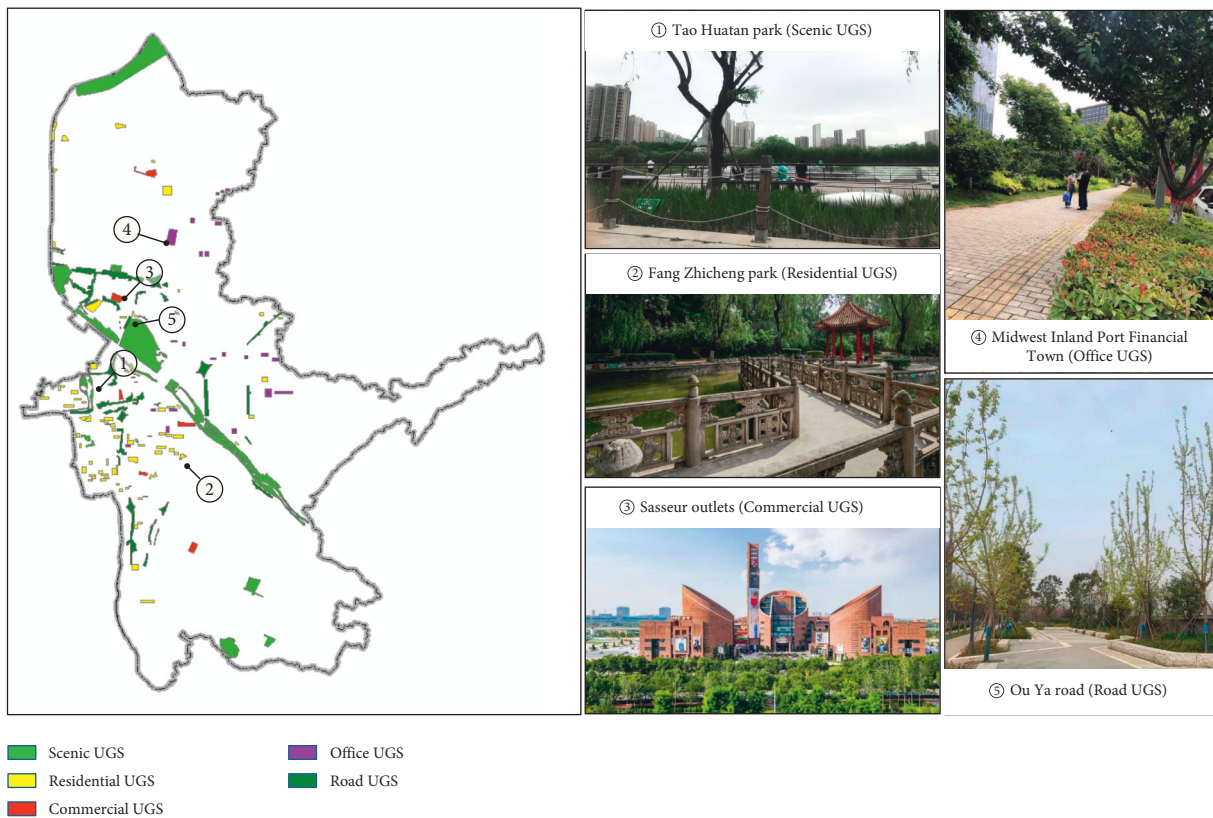 4
3
5
1
2
① Tao Huatan park (Scenic UGS)
② Fang Zhicheng park (Residential UGS)
③ Sasseur outlets (Commercial UGS)
④ Midwest Inland Port Financial
Town (Office UGS)
⑤ Ou Ya road (Road UGS)
Scenic UGS
Residential UGS
Commercial UGS
Office UGS
Road UGS